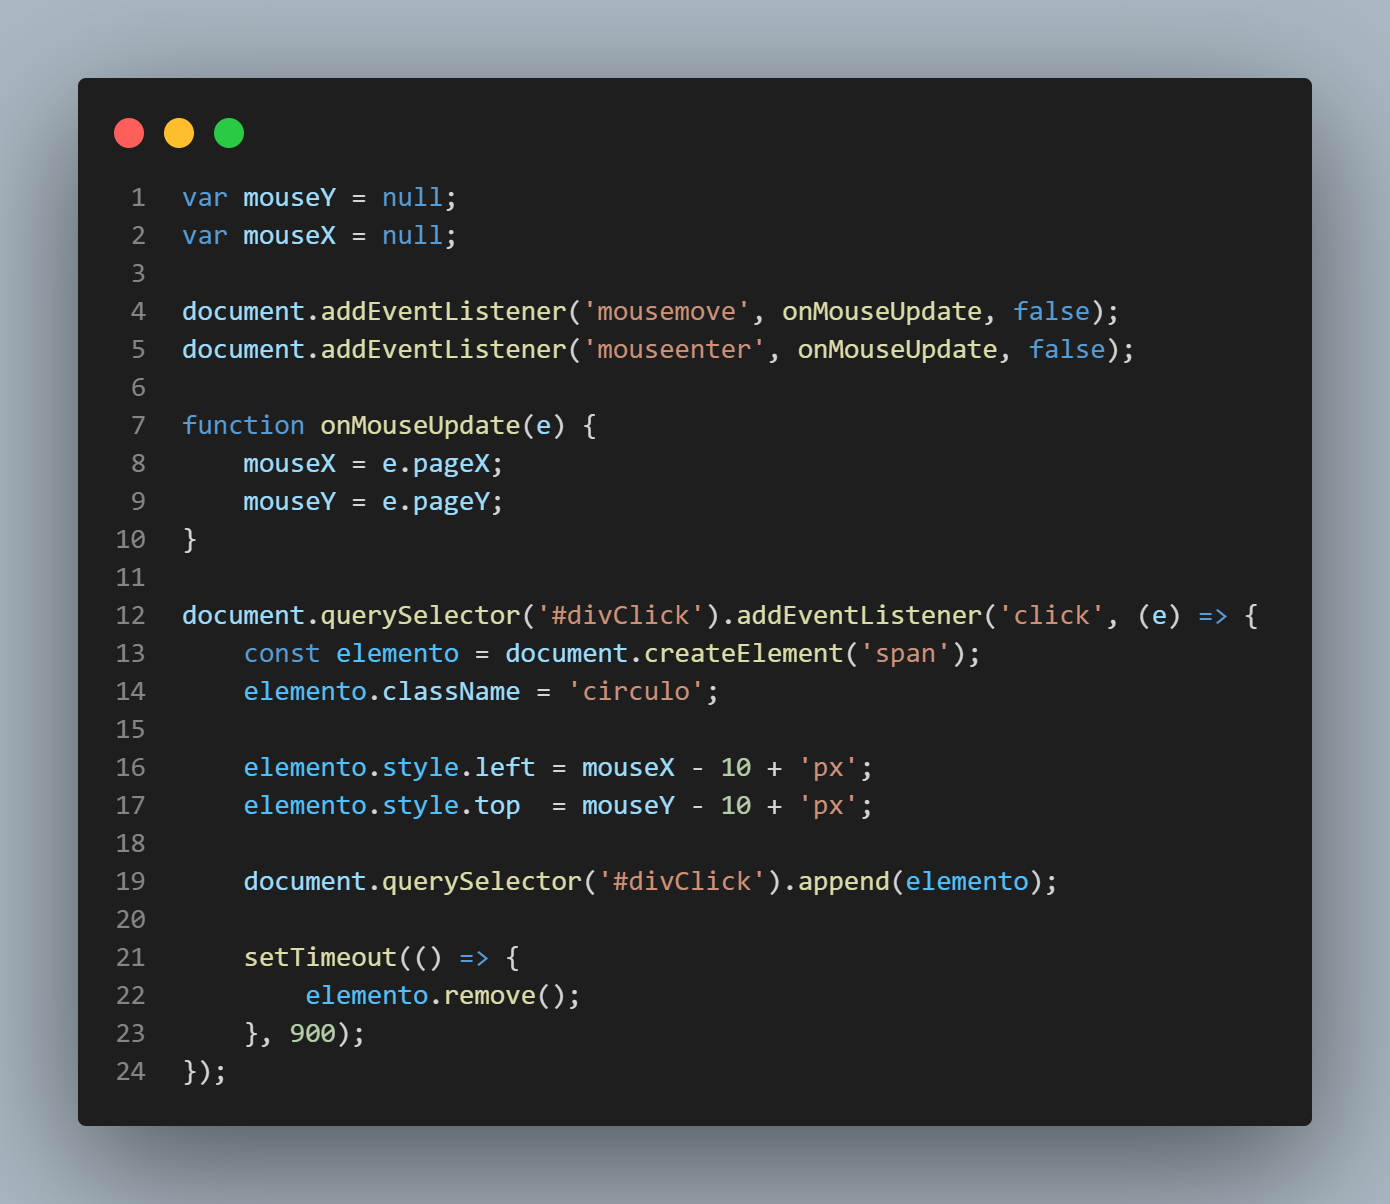 1 var mouseY = null;
2 var mouseX = null;
3
4 document.addEventListener('mousemove', onMouseUpdate, false);
5 document.addEventListener('mouseenter', onMouseUpdate, false);
6
7 function onMouseUpdate(e) {
8     mouseX = e.pageX;
9     mouseY = e.pageY;
10 }
11
12 document.querySelector('#divClick').addEventListener('click', (e) => {
13     const elemento = document.createElement('span');
14     elemento.className = 'circulo';
15
16     elemento.style.left = mouseX - 10 + 'px';
17     elemento.style.top  = mouseY - 10 + 'px';
18
19     document.querySelector('#divClick').append(elemento);
20
21     setTimeout(() => {
22         elemento.remove();
23     }, 900);
24 });